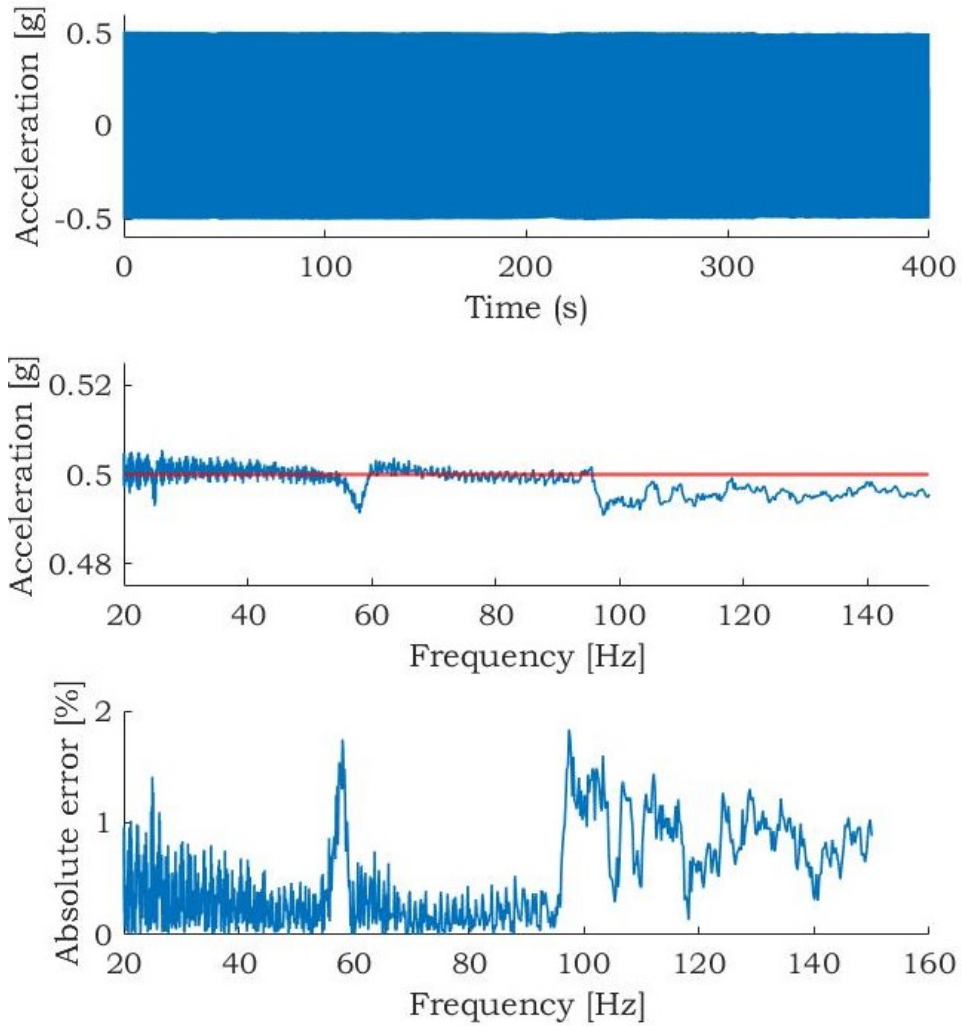 Acceleration [g]
0.5
0
-0.5
0 100 200 300 400
Time (s)
Acceleration [g]
0.52
0.5
0.48
20 40 60 80 100 120 140
Frequency [Hz]
Absolute error [%]
2
1
0
20 40 60 80 100 120 140 160
Frequency [Hz]